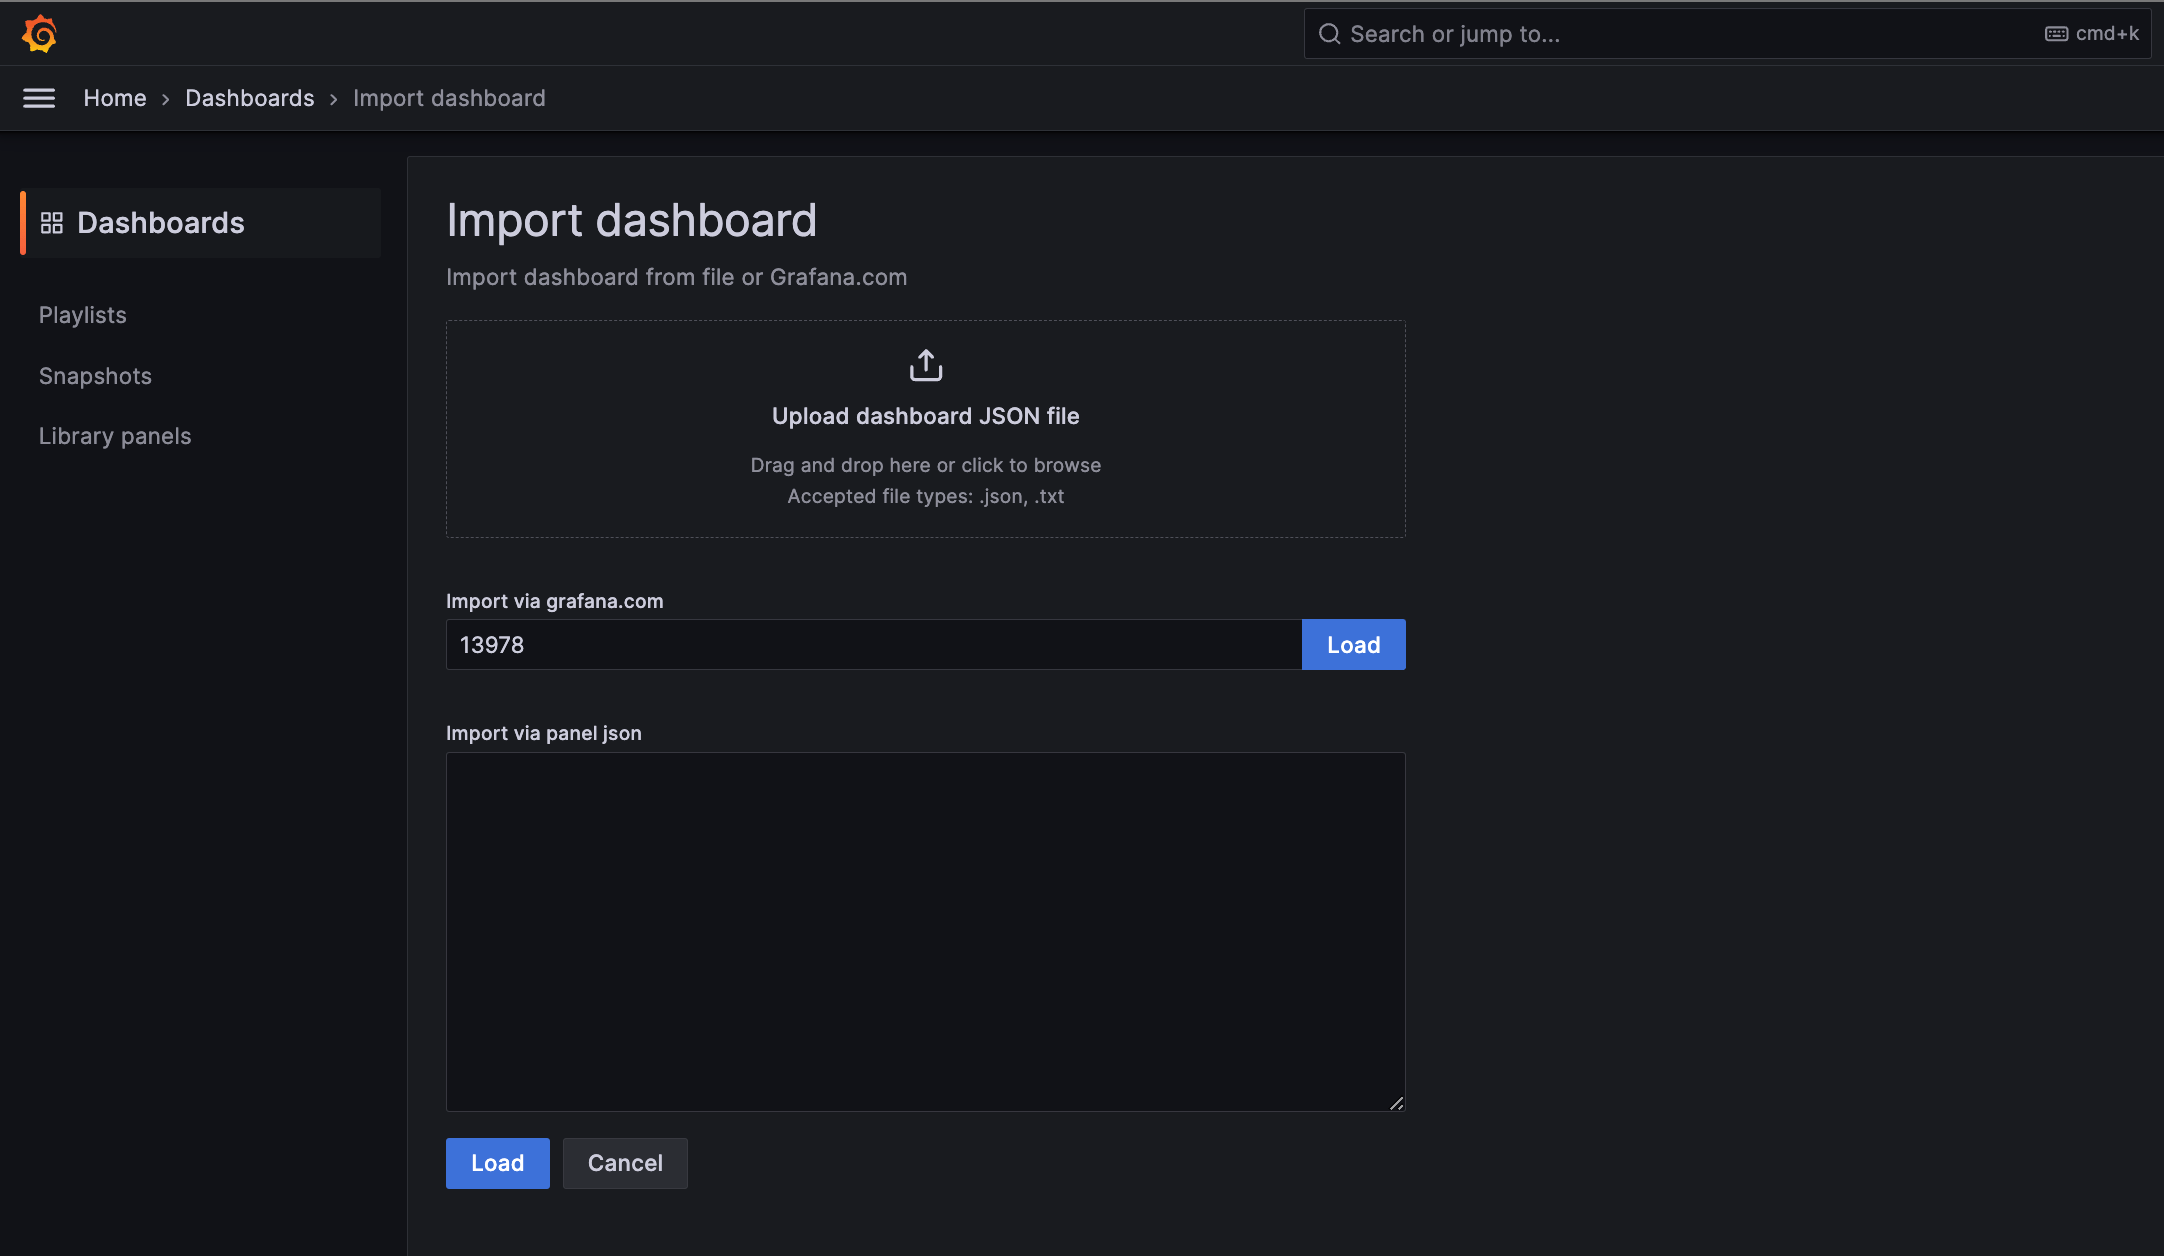 Search or jump to...
cmd+k
Home › Dashboards › Import dashboard
Dashboards
Playlists
Snapshots
Library panels
Import dashboard
Import dashboard from file or Grafana.com
Upload dashboard JSON file
Drag and drop here or click to browse
Accepted file types: .json, .txt
Import via grafana.com
13978
Load
Import via panel json
Load
Cancel